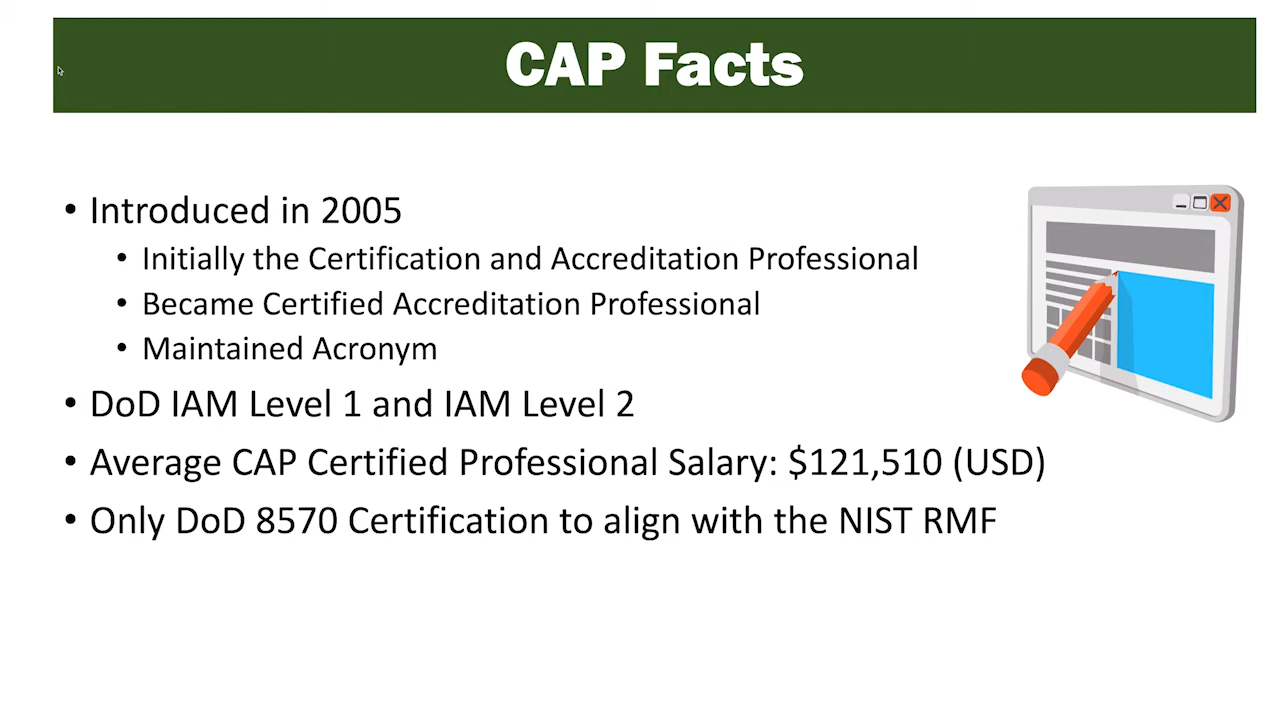 CAP Facts
• Introduced in 2005
• Initially the Certification and Accreditation Professional
• Became Certified Accreditation Professional
• Maintained Acronym
• DoD IAM Level 1 and IAM Level 2
• Average CAP Certified Professional Salary: $121,510 (USD)
• Only DoD 8570 Certification to align with the NIST RMF